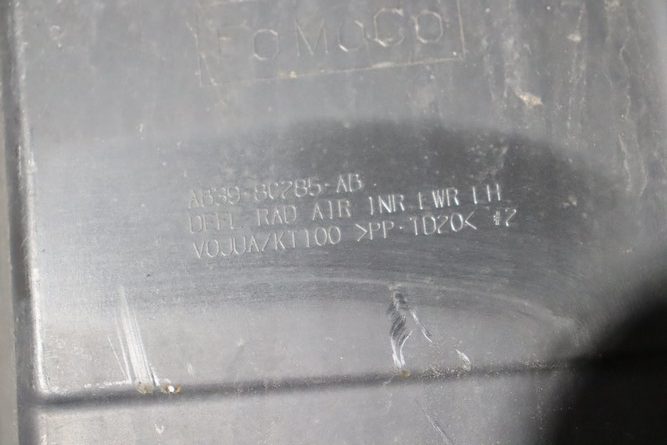 FoMoCo
AB39-8C285-AB
DEFL RAD AIR INR LWR LH
VOJUA/KT100 >PP-TD20< #2